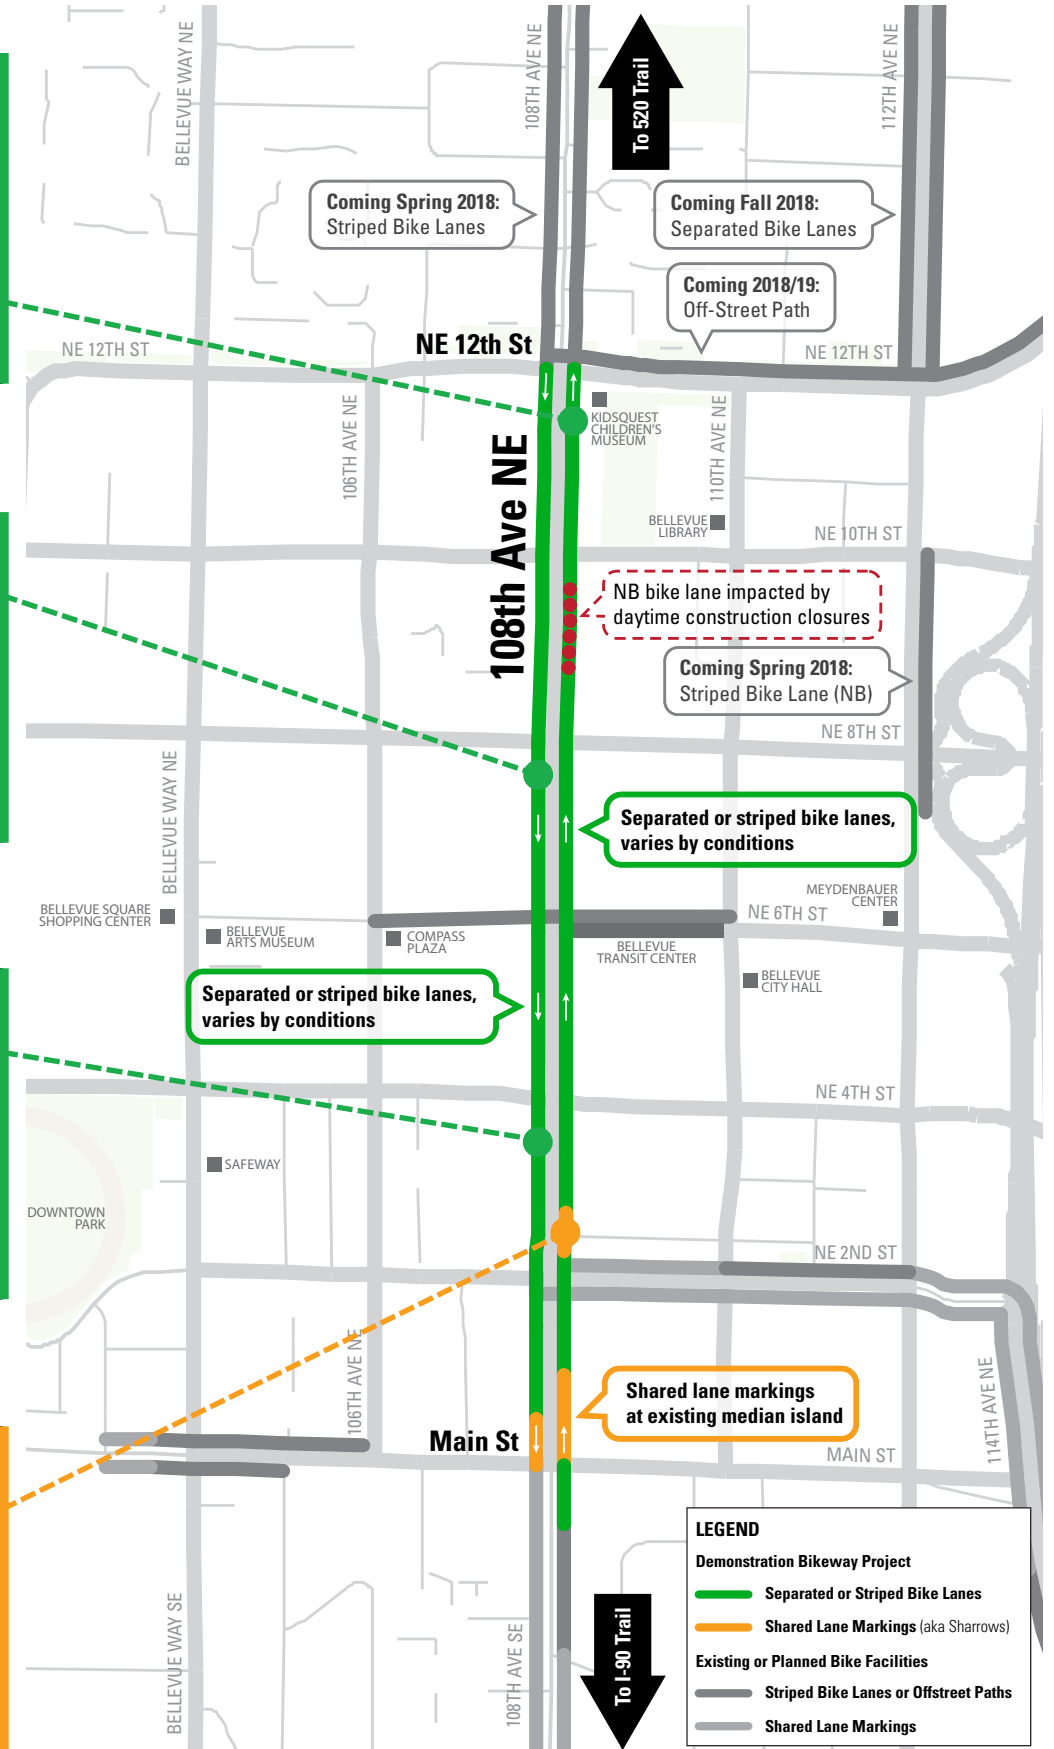 BELLEVUE WAY NE
108TH AVE NE
To 520 Trail
112TH AVE NE
Coming Spring 2018:
Striped Bike Lanes
Coming Fall 2018:
Separated Bike Lanes
Coming 2018/19:
Off-Street Path
NE 12TH ST
NE 12th St
NE 12TH ST
KIDSQUEST
CHILDREN'S
MUSEUM
106TH AVE NE
108th Ave NE
110TH AVE NE
BELLEVUE
LIBRARY
NE 10TH ST
NB bike lane impacted by
daytime construction closures
Coming Spring 2018:
Striped Bike Lane (NB)
NE 8TH ST
BELLEVUE WAY NE
Separated or striped bike lanes,
varies by conditions
MEYDENBAUER
CENTER
BELLEVUE SQUARE
SHOPPING CENTER
BELLEVUE
ARTS MUSEUM
COMPASS
PLAZA
NE 6TH ST
BELLEVUE
TRANSIT CENTER
BELLEVUE
CITY HALL
Separated or striped bike lanes,
varies by conditions
NE 4TH ST
SAFEWAY
DOWNTOWN
PARK
NE 2ND ST
106TH AVE NE
114TH AVE NE
Shared lane markings
at existing median island
Main St
MAIN ST
BELLEVUE WAY SE
108TH AVE SE
To I-90 Trail
LEGEND
Demonstration Bikeway Project
Separated or Striped Bike Lanes
Shared Lane Markings (aka Sharrows)
Existing or Planned Bike Facilities
Striped Bike Lanes or Offstreet Paths
Shared Lane Markings